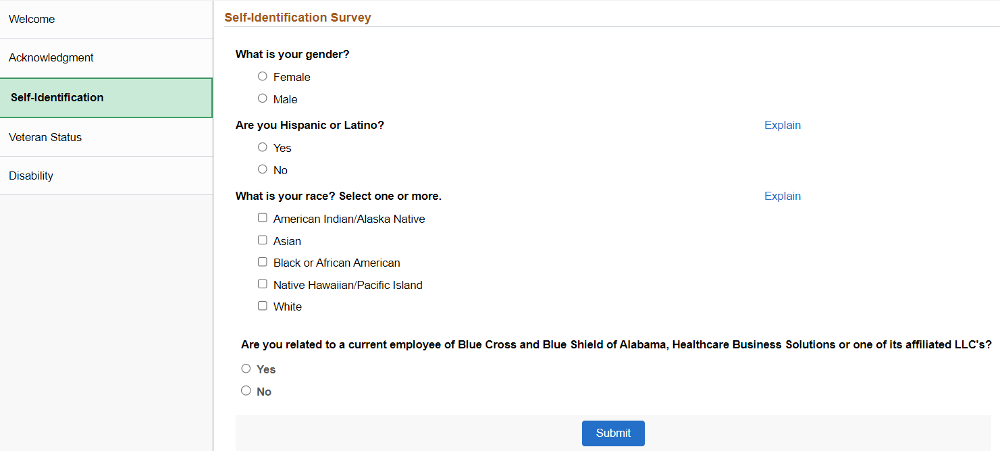 Welcome
Acknowledgment
Self-Identification
Veteran Status
Disability
Self-Identification Survey
What is your gender?
Female
Male
Are you Hispanic or Latino? Explain
Yes
No
What is your race? Select one or more. Explain
American Indian/Alaska Native
Asian
Black or African American
Native Hawaiian/Pacific Island
White
Are you related to a current employee of Blue Cross and Blue Shield of Alabama, Healthcare Business Solutions or one of its affiliated LLC's?
Yes
No
Submit